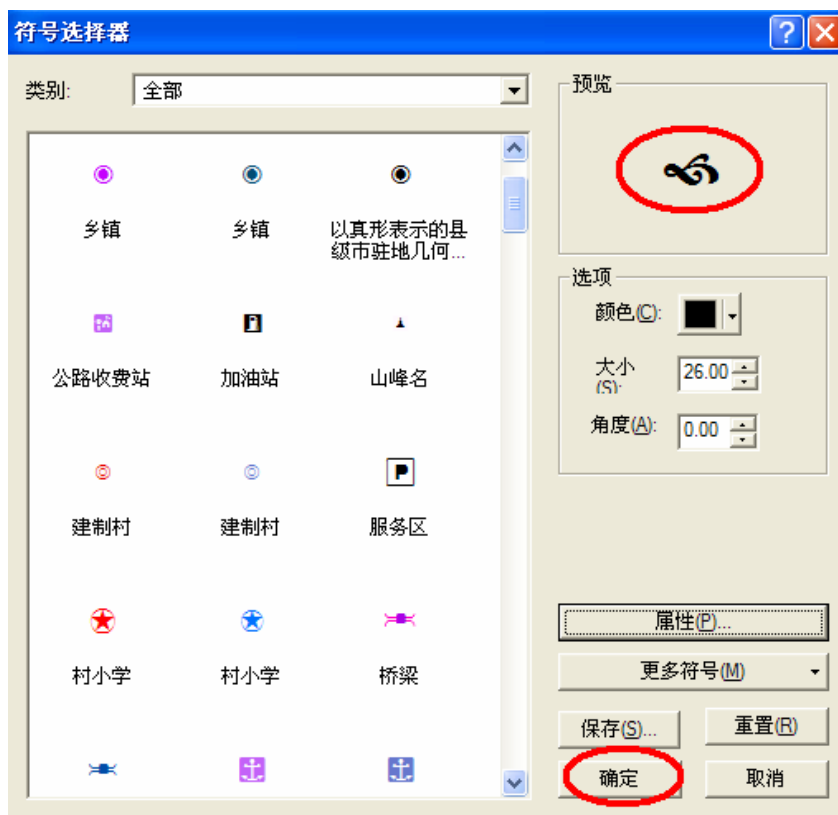 符号选择器
类别:
全部
乡镇
乡镇
以真形表示的县
级市驻地几何...
公路收费站
加油站
山峰名
建制村
建制村
服务区
村小学
村小学
桥梁
预览
选项
颜色(C):
大小
(S):
26.00
角度(A):
0.00
属性(P)...
更多符号(M)
保存(S)...
重置(R)
确定
取消